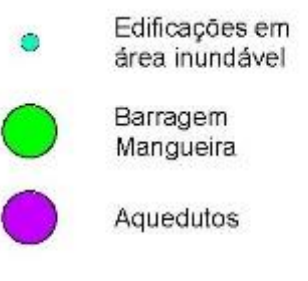 Edificações em
área inundável
Barragem
Mangueira
Aquedutos